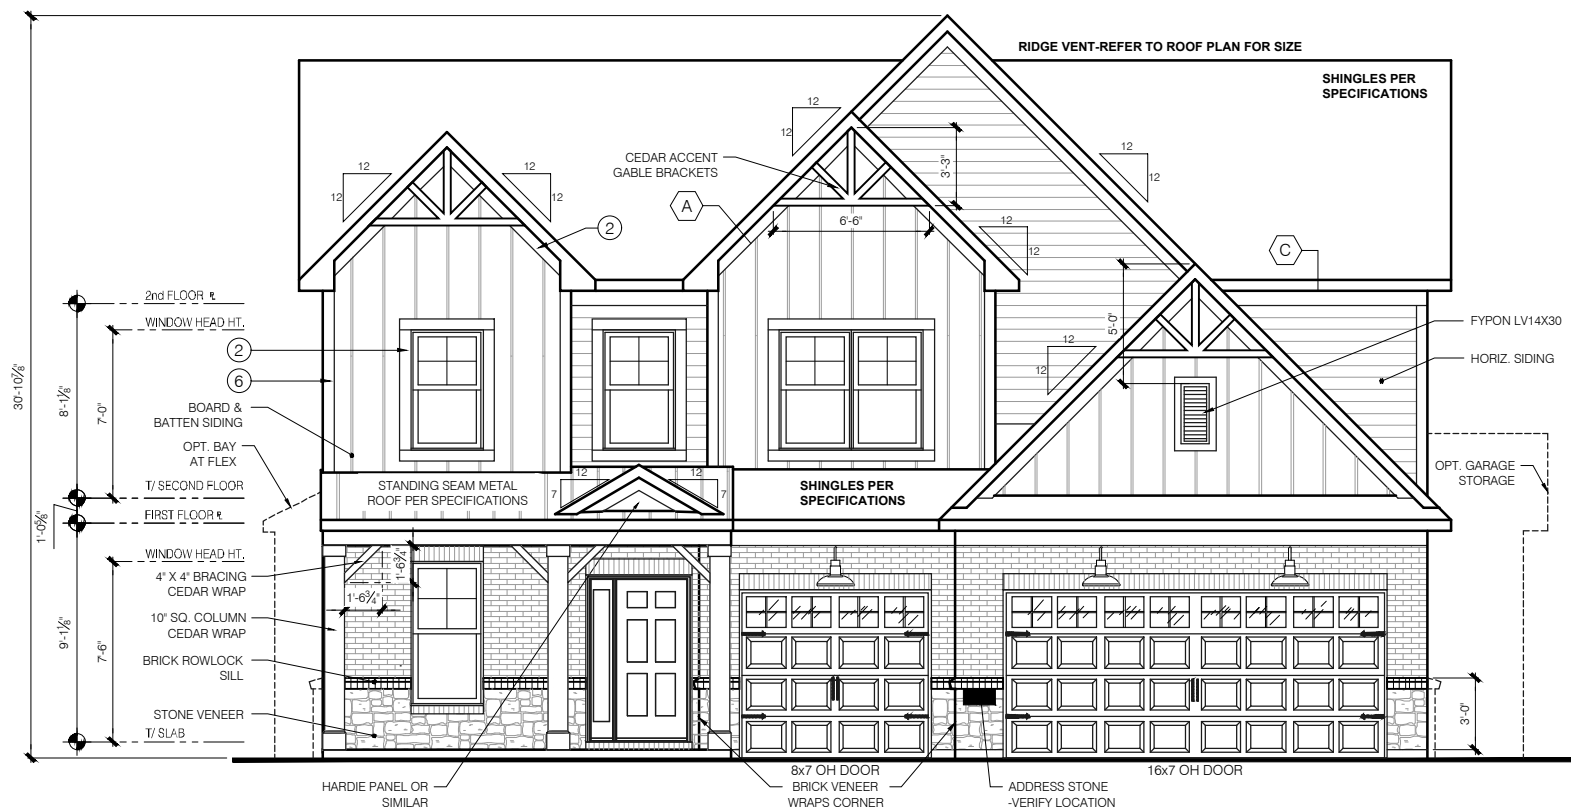 RIDGE VENT-REFER TO ROOF PLAN FOR SIZE
SHINGLES PER
SPECIFICATIONS
12
12
12
12
12
12
12
12
CEDAR ACCENT
GABLE BRACKETS
3'-3"
A
6'-6"
2
12
12
C
2nd FLOOR ℄
WINDOW HEAD HT.
5'-0"
FYPON LV14X30
HORIZ. SIDING
2
6
12
12
30'-10⅞"
8'-1⅛"
7'-0"
BOARD &
BATTEN SIDING
OPT. BAY
AT FLEX
T/ SECOND FLOOR
FIRST FLOOR ℄
1'-0⅝"
STANDING SEAM METAL
ROOF PER SPECIFICATIONS
12
7
12
7
SHINGLES PER
SPECIFICATIONS
OPT. GARAGE
STORAGE
WINDOW HEAD HT.
4" X 4" BRACING
CEDAR WRAP
1'-6¾"
1'-6¾"
10" SQ. COLUMN
CEDAR WRAP
9'-1⅛"
7'-6"
BRICK ROWLOCK
SILL
STONE VENEER
T/ SLAB
3'-0"
HARDIE PANEL OR
SIMILAR
8x7 OH DOOR
BRICK VENEER
WRAPS CORNER
ADDRESS STONE
-VERIFY LOCATION
16x7 OH DOOR